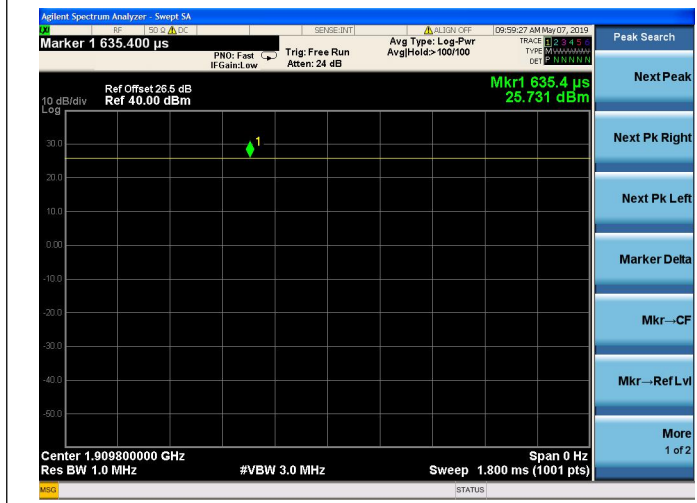 Agilent Spectrum Analyzer - Swept SA
RF 50 Ω DC SENSE:INT ALIGN OFF 09:59:27 AM May 07, 2019
Marker 1 635.400 µs
PNO: Fast
IFGain:Low
Trig: Free Run
Atten: 24 dB
Avg Type: Log-Pwr
Avg|Hold:>100/100
TRACE 1 2 3 4 5 6
TYPE M
DET P N N N N N
Peak Search
Ref Offset 26.5 dB
10 dB/div Ref 40.00 dBm
Log
Mkr1 635.4 µs
25.731 dBm
1
30.0
20.0
10.0
0.00
-10.0
-20.0
-30.0
-40.0
-50.0
Center 1.909800000 GHz Span 0 Hz
Res BW 1.0 MHz #VBW 3.0 MHz Sweep 1.800 ms (1001 pts)
Next Peak
Next Pk Right
Next Pk Left
Marker Delta
Mkr→CF
Mkr→Ref Lvl
More
1 of 2
MSG STATUS